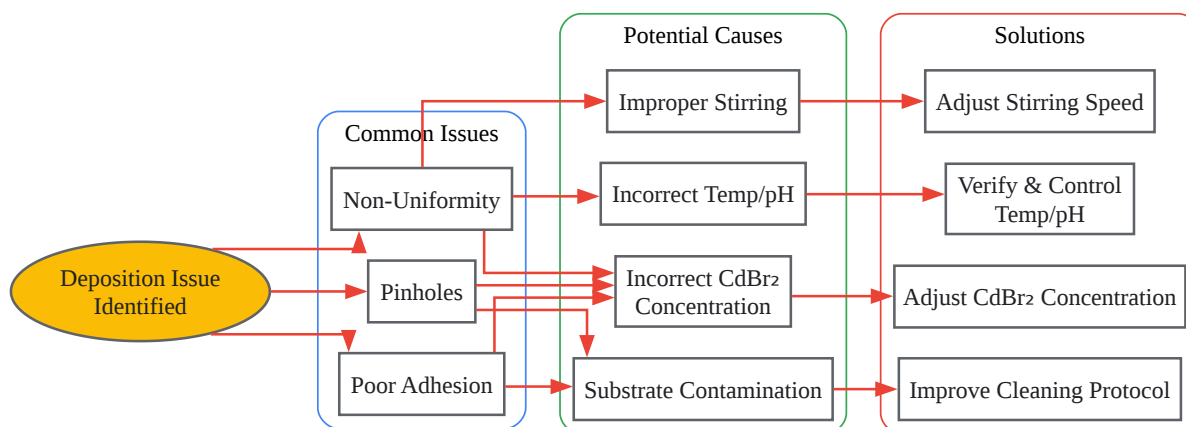 Potential Causes
Solutions
Improper Stirring
Adjust Stirring Speed
Common Issues
Non-Uniformity
Incorrect Temp/pH
Verify & Control
Temp/pH
Deposition Issue
Identified
Pinholes
Incorrect CdBr₂
Concentration
Adjust CdBr₂ Concentration
Poor Adhesion
Substrate Contamination
Improve Cleaning Protocol